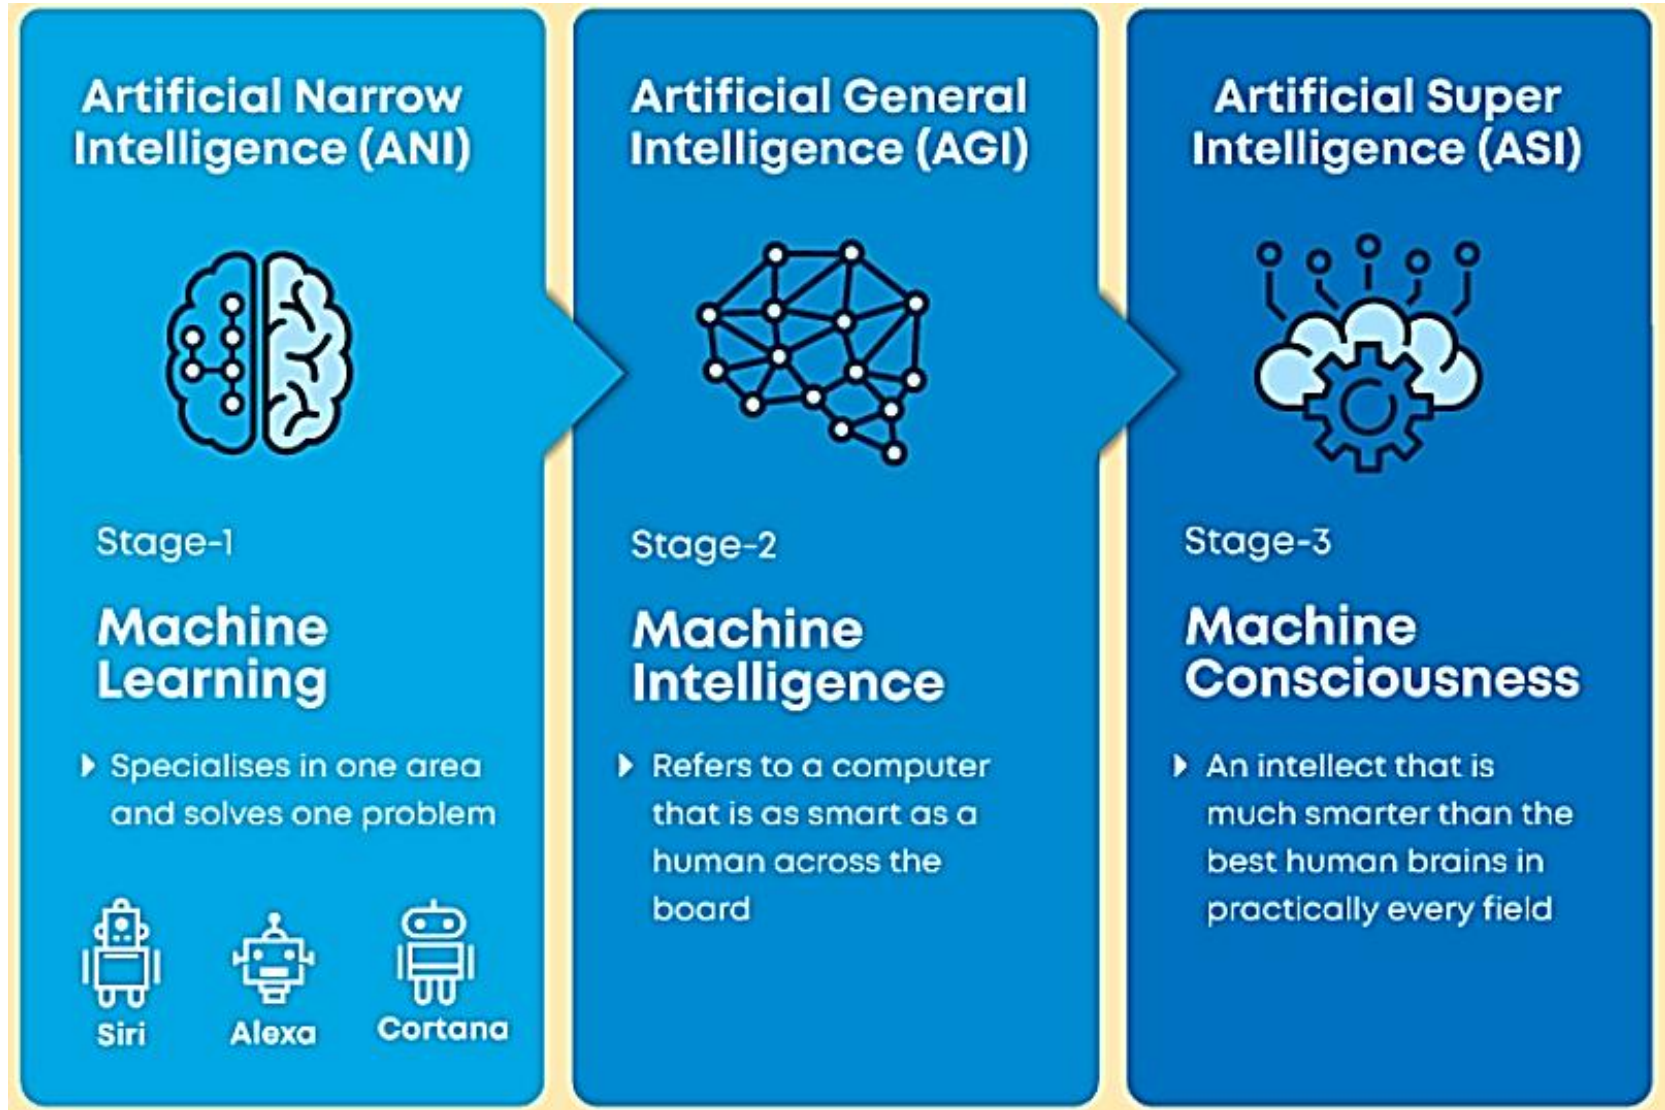 Artificial Narrow
Intelligence (ANI)
Stage-1
Machine
Learning
Specialises in one area
and solves one problem
Siri
Alexa
Cortana
Artificial General
Intelligence (AGI)
Stage-2
Machine
Intelligence
Refers to a computer
that is as smart as a
human across the
board
Artificial Super
Intelligence (ASI)
Stage-3
Machine
Consciousness
An intellect that is
much smarter than the
best human brains in
practically every field